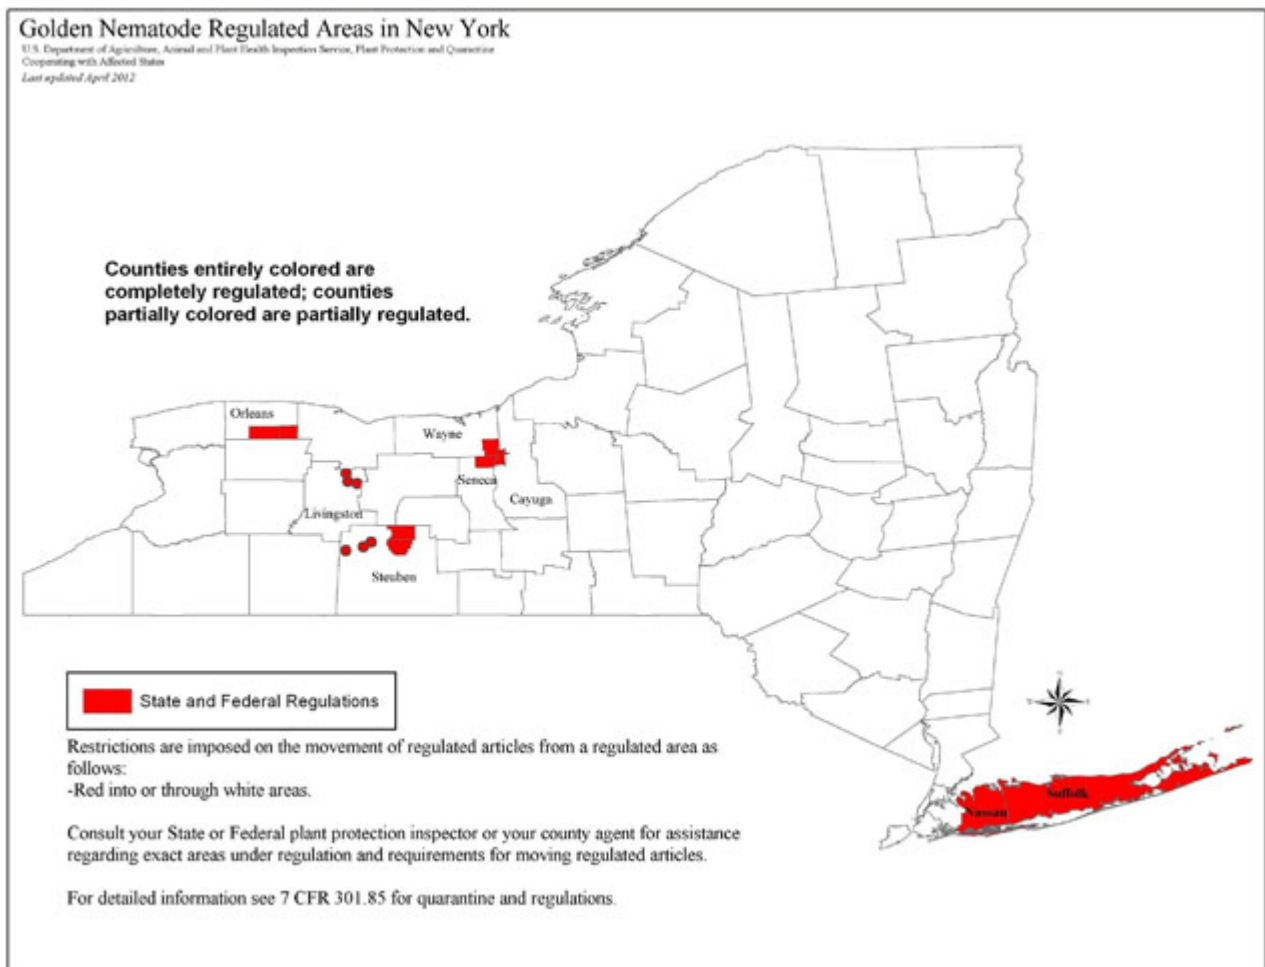 Golden Nematode Regulated Areas in New York
U.S. Department of Agriculture, Animal and Plant Health Inspection Service, Plant Protection and Quarantine
Cooperating with Affected States
Last updated April 2012
Counties entirely colored are
completely regulated; counties
partially colored are partially regulated.
Orleans
Wayne
Seneca
Cayuga
Livingston
Steuben
State and Federal Regulations
Restrictions are imposed on the movement of regulated articles from a regulated area as
follows:
-Red into or through white areas.
Suffolk
Nassau
Consult your State or Federal plant protection inspector or your county agent for assistance
regarding exact areas under regulation and requirements for moving regulated articles.
For detailed information see 7 CFR 301.85 for quarantine and regulations.